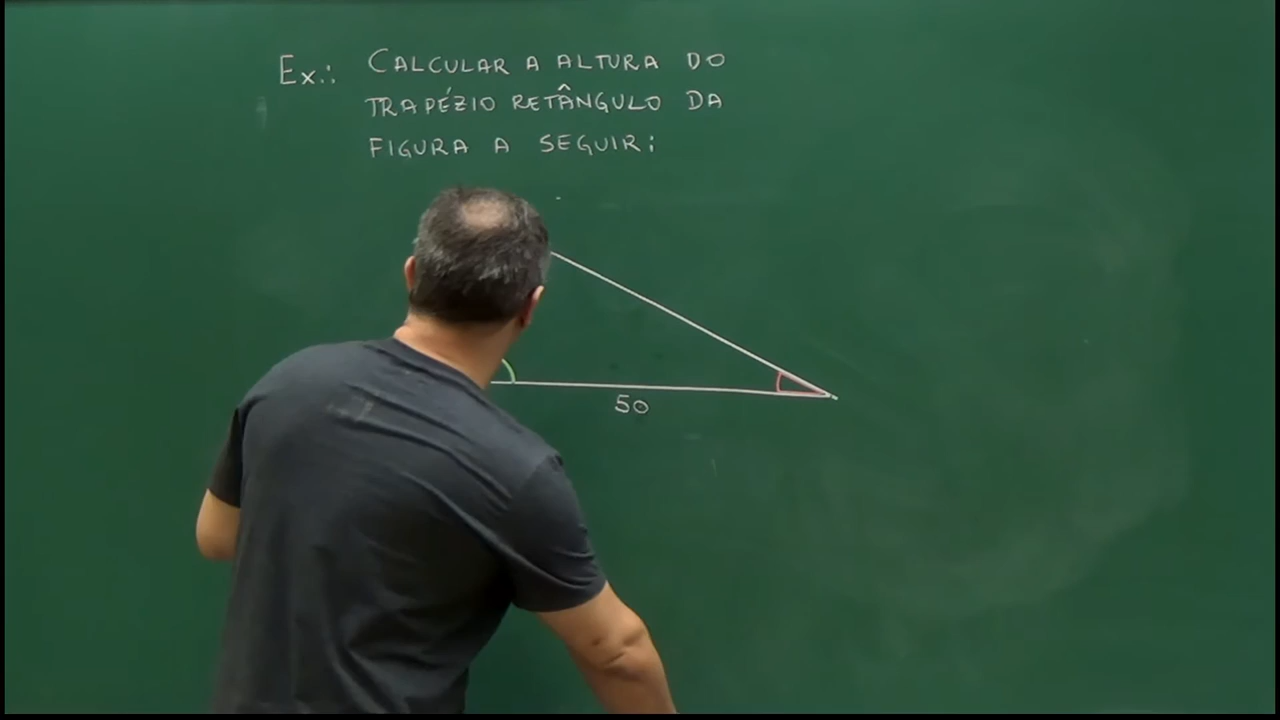 Ex.: CALCULAR A ALTURA DO
TRAPÉZIO RETÂNGULO DA
FIGURA A SEGUIR:
50